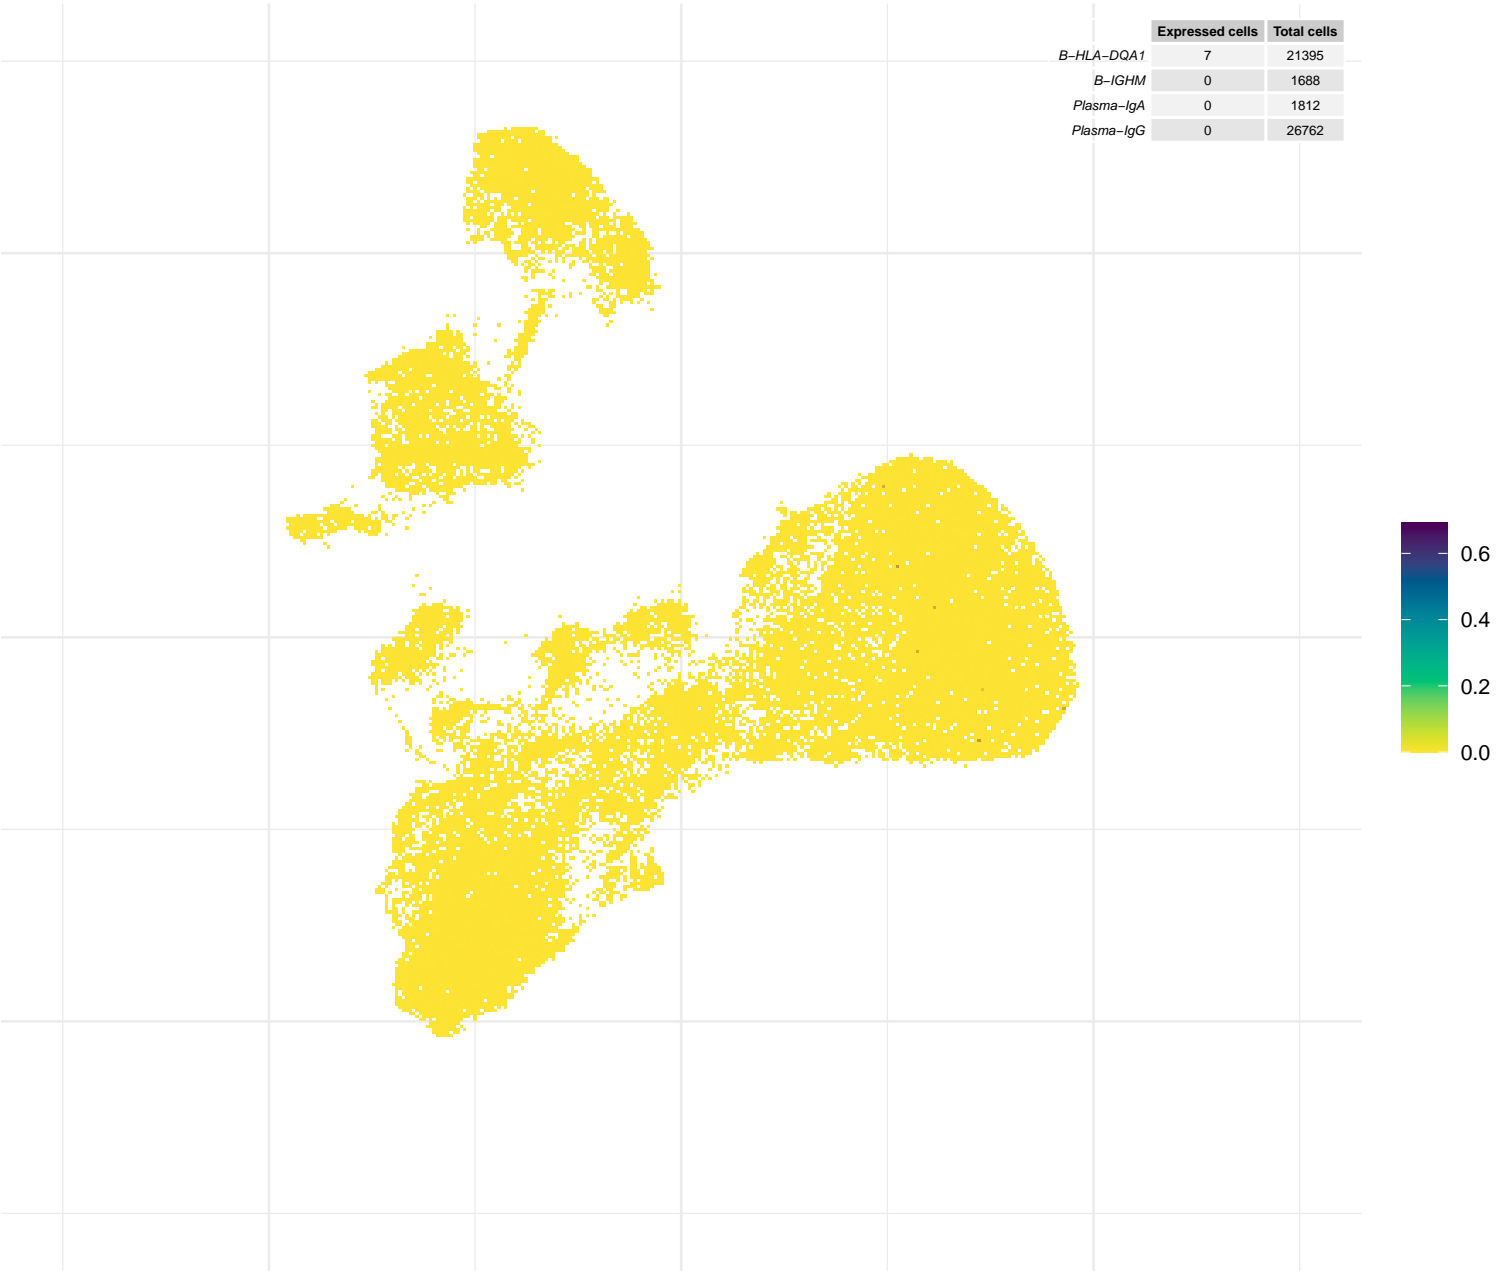 Expressed cells Total cells
B−HLA−DQA1 7 21395
B−IGHM 0 1688
Plasma−IgA 0 1812
Plasma−IgG 0 26762
0.6
0.4
0.2
0.0